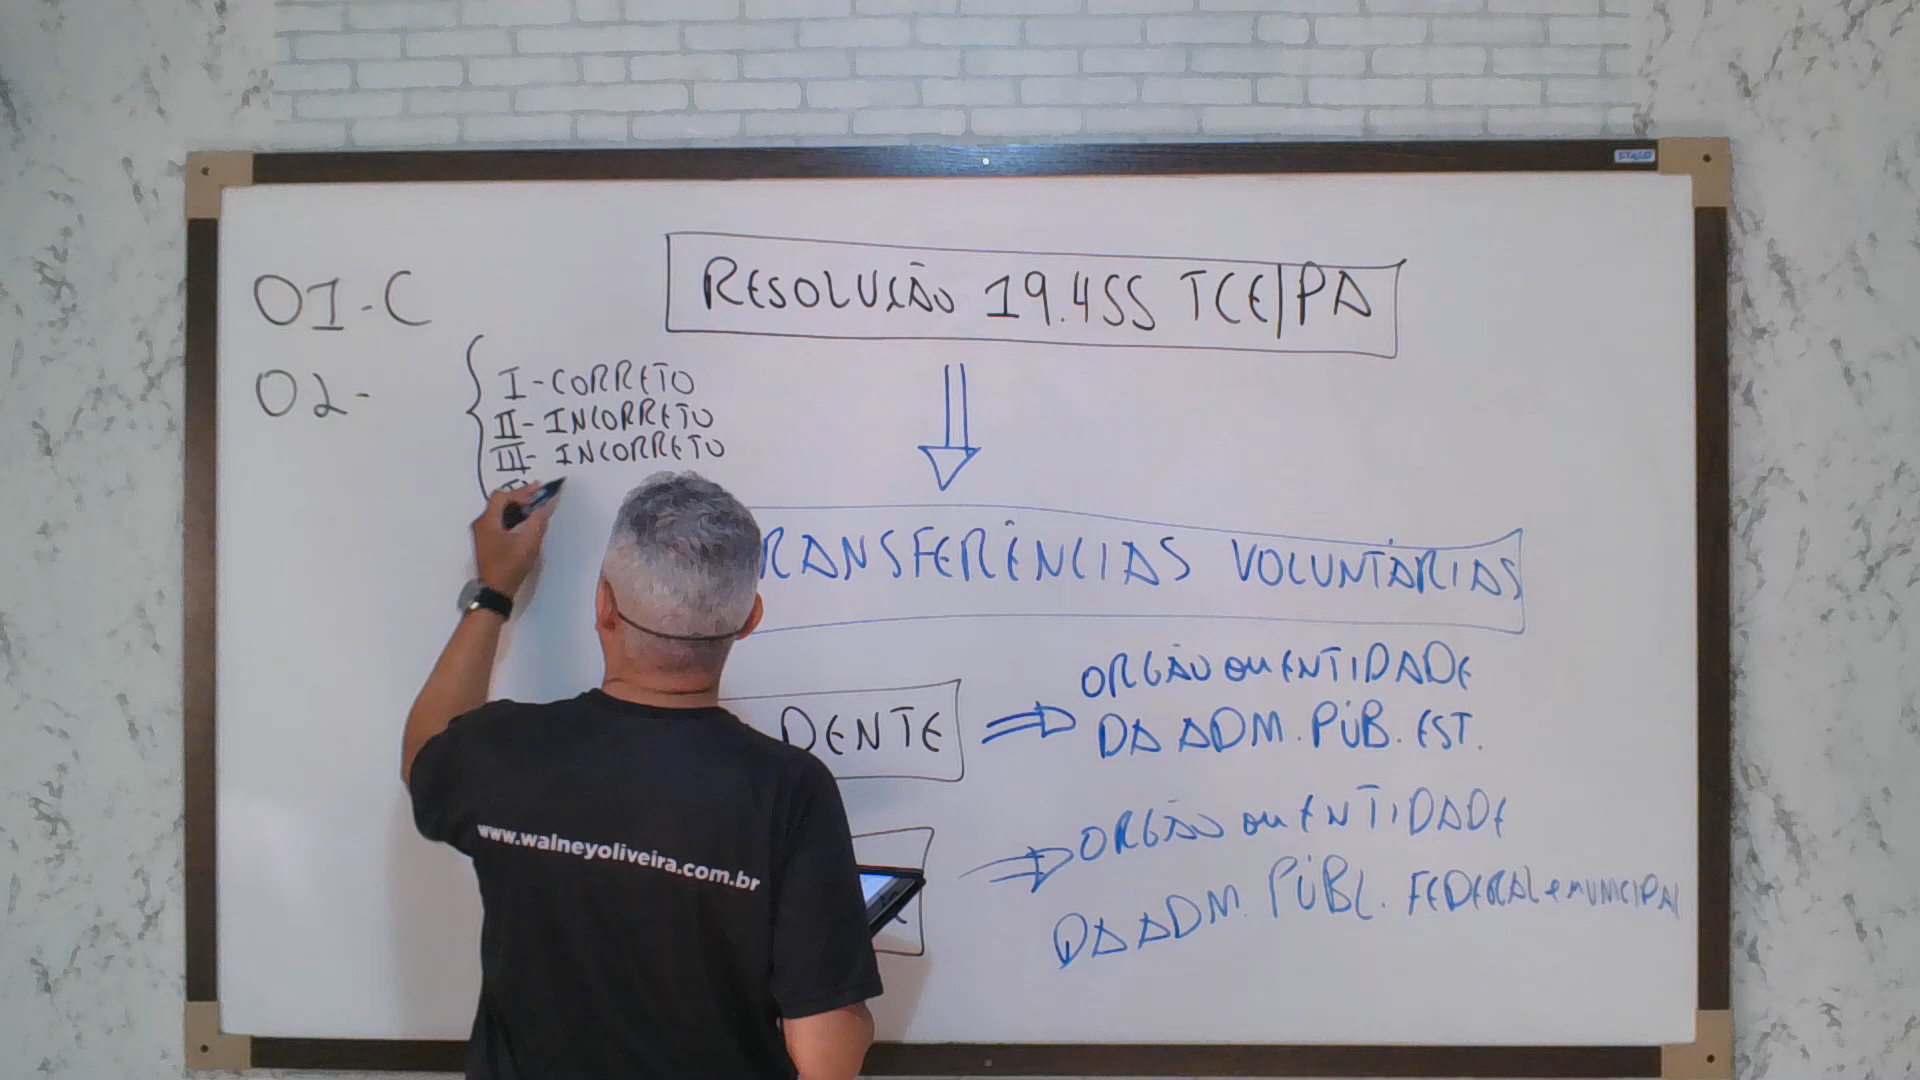 STALO
RESOLUÇÃO 19.455 TCE/PA
01-C
02-
I-CORRETO
II-INCORRETO
III-INCORRETO
RANSFERÊNCIAS VOLUNTÁRIAS
DENTE
ORGÃO OU ENTIDADE
DA ADM. PÚB. EST.
ORGÃO OU ENTIDADE
DA ADM. PÚBL. FEDERAL e MUNICIPAL
www.walneyoliveira.com.br